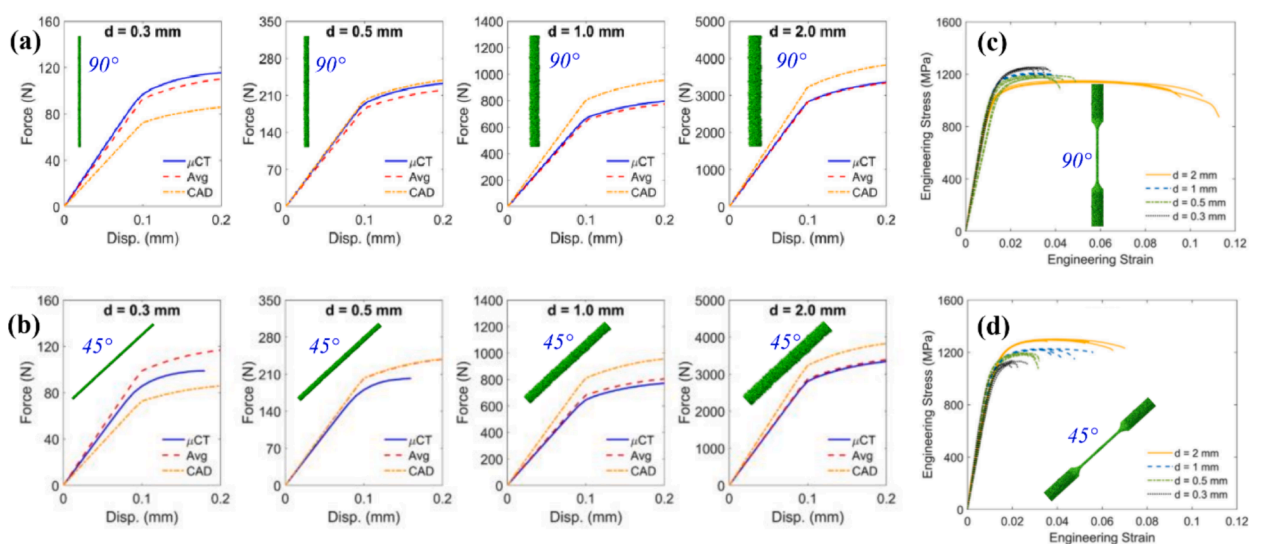 (a)
d = 0.3 mm
160
120
80
40
0
0
0.1
0.2
Force (N)
Disp. (mm)
90°
μCT
Avg
CAD
d = 0.5 mm
350
280
210
140
70
0
0
0.1
0.2
Force (N)
Disp. (mm)
90°
μCT
Avg
CAD
d = 1.0 mm
1400
1200
1000
800
600
400
200
0
0
0.1
0.2
Force (N)
Disp. (mm)
90°
μCT
Avg
CAD
d = 2.0 mm
5000
4000
3000
2000
1000
0
0
0.1
0.2
Force (N)
Disp. (mm)
90°
μCT
Avg
CAD
(c)
1600
1200
800
400
0
0
0.02
0.04
0.06
0.08
0.1
0.12
Engineering Stress (MPa)
Engineering Strain
90°
d = 2 mm
d = 1 mm
d = 0.5 mm
d = 0.3 mm
(b)
d = 0.3 mm
160
120
80
40
0
0
0.1
0.2
Force (N)
Disp. (mm)
45°
μCT
Avg
CAD
d = 0.5 mm
350
280
210
140
70
0
0
0.1
0.2
Force (N)
Disp. (mm)
45°
μCT
Avg
CAD
d = 1.0 mm
1400
1200
1000
800
600
400
200
0
0
0.1
0.2
Force (N)
Disp. (mm)
45°
μCT
Avg
CAD
d = 2.0 mm
5000
4000
3000
2000
1000
0
0
0.1
0.2
Force (N)
Disp. (mm)
45°
μCT
Avg
CAD
(d)
1600
1200
800
400
0
0
0.02
0.04
0.06
0.08
0.1
0.12
Engineering Stress (MPa)
Engineering Strain
45°
d = 2 mm
d = 1 mm
d = 0.5 mm
d = 0.3 mm